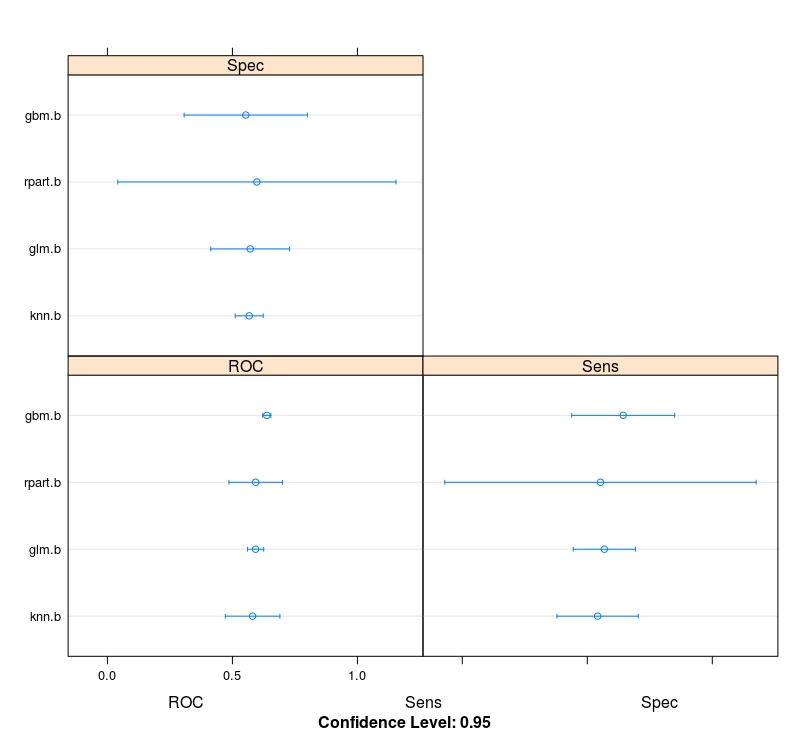 Spec
gbm.b
rpart.b
glm.b
knn.b
ROC Sens
gbm.b
rpart.b
glm.b
knn.b
0.0 0.5 1.0
ROC Sens Spec
Confidence Level: 0.95